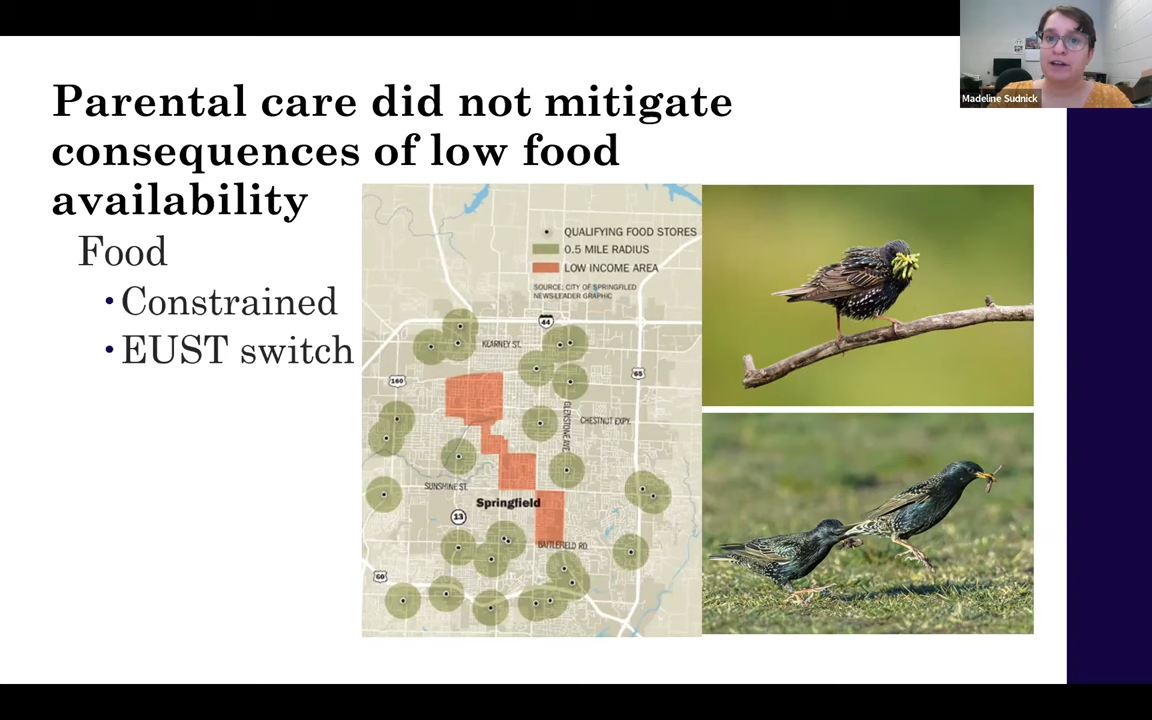 Madeline Sudnick
Parental care did not mitigate
consequences of low food
availability
Food
• Constrained
• EUST switch
QUALIFYING FOOD STORES
0.5 MILE RADIUS
LOW INCOME AREA
SOURCE; CITY OF SPRINGFILED
NEWS-LEADER GRAPHIC
44
KEARNEY ST.
65
160
GLENSTONE AVE
CHESTNUT EXPY.
SUNSHINE ST.
Springfield
13
BATTLEFIELD RD.
60